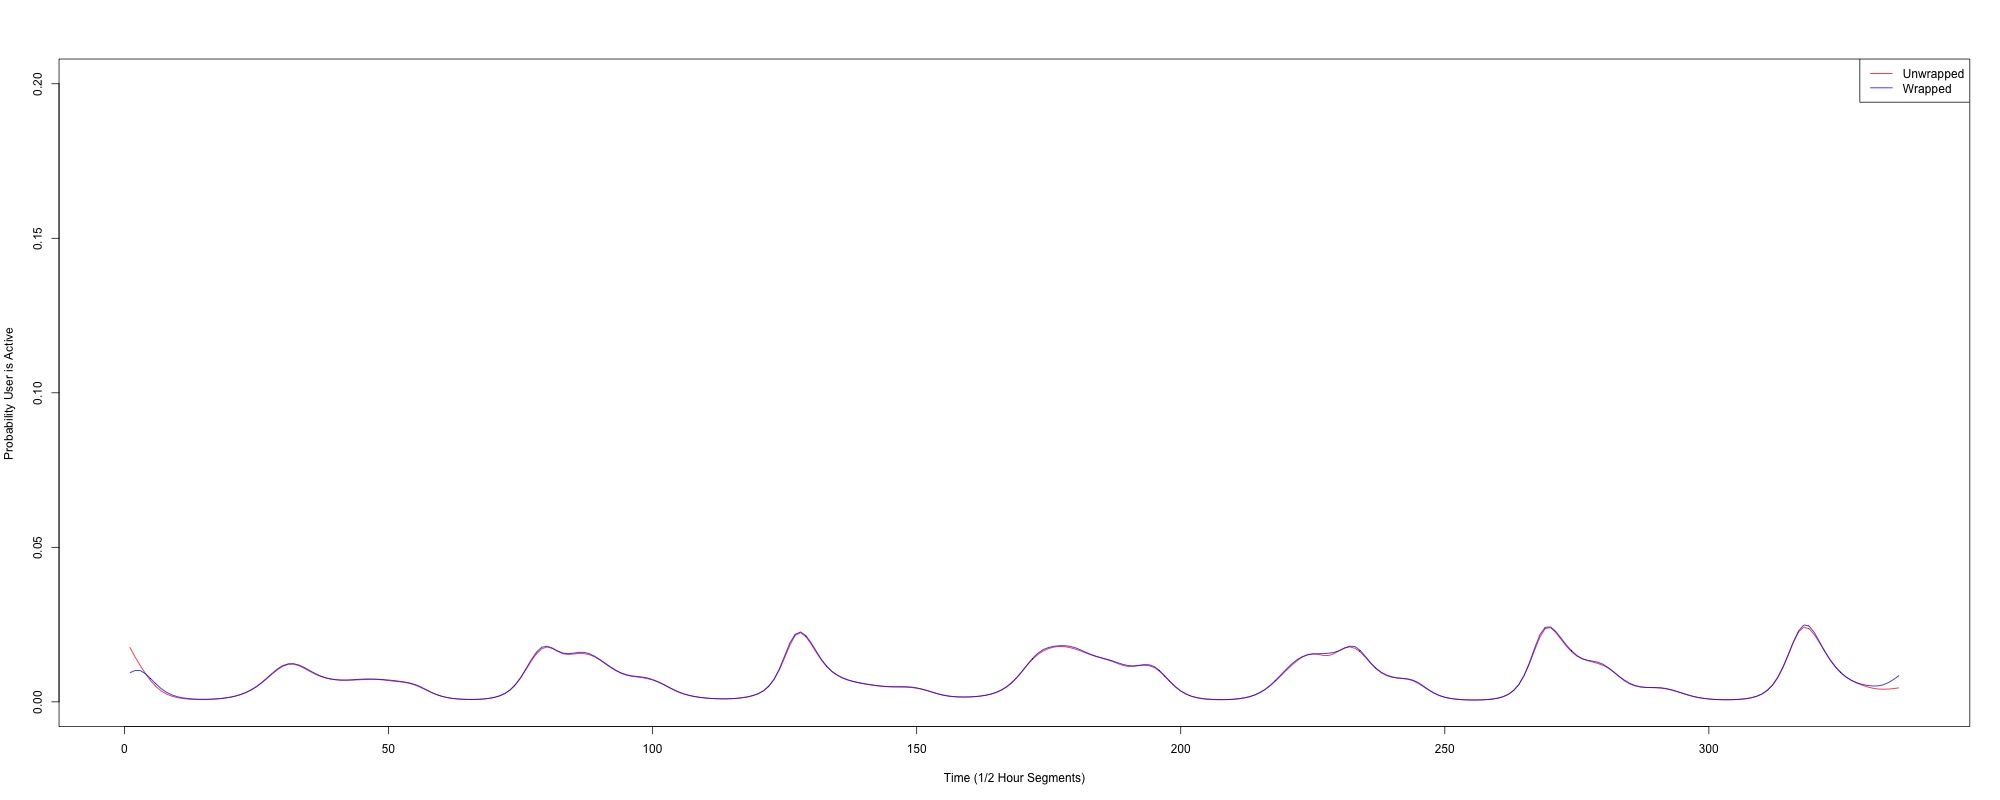 Unwrapped
Wrapped
Probability User is Active
0.20
0.15
0.10
0.05
0.00
0 50 100 150 200 250 300
Time (1/2 Hour Segments)